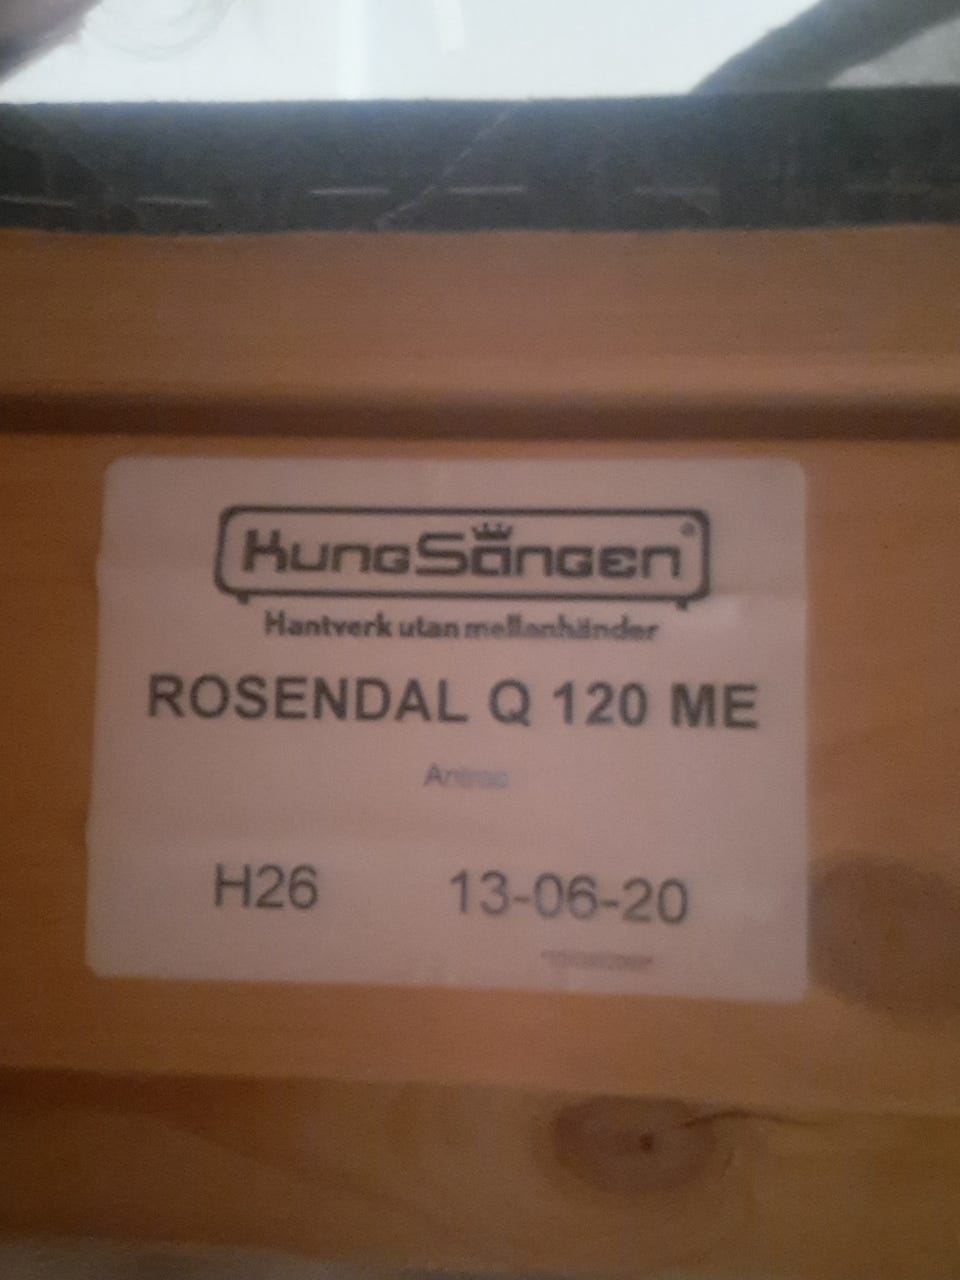 KungSängen®
Hantverk utan mellanhänder
ROSENDAL Q 120 ME
H26 13-06-20